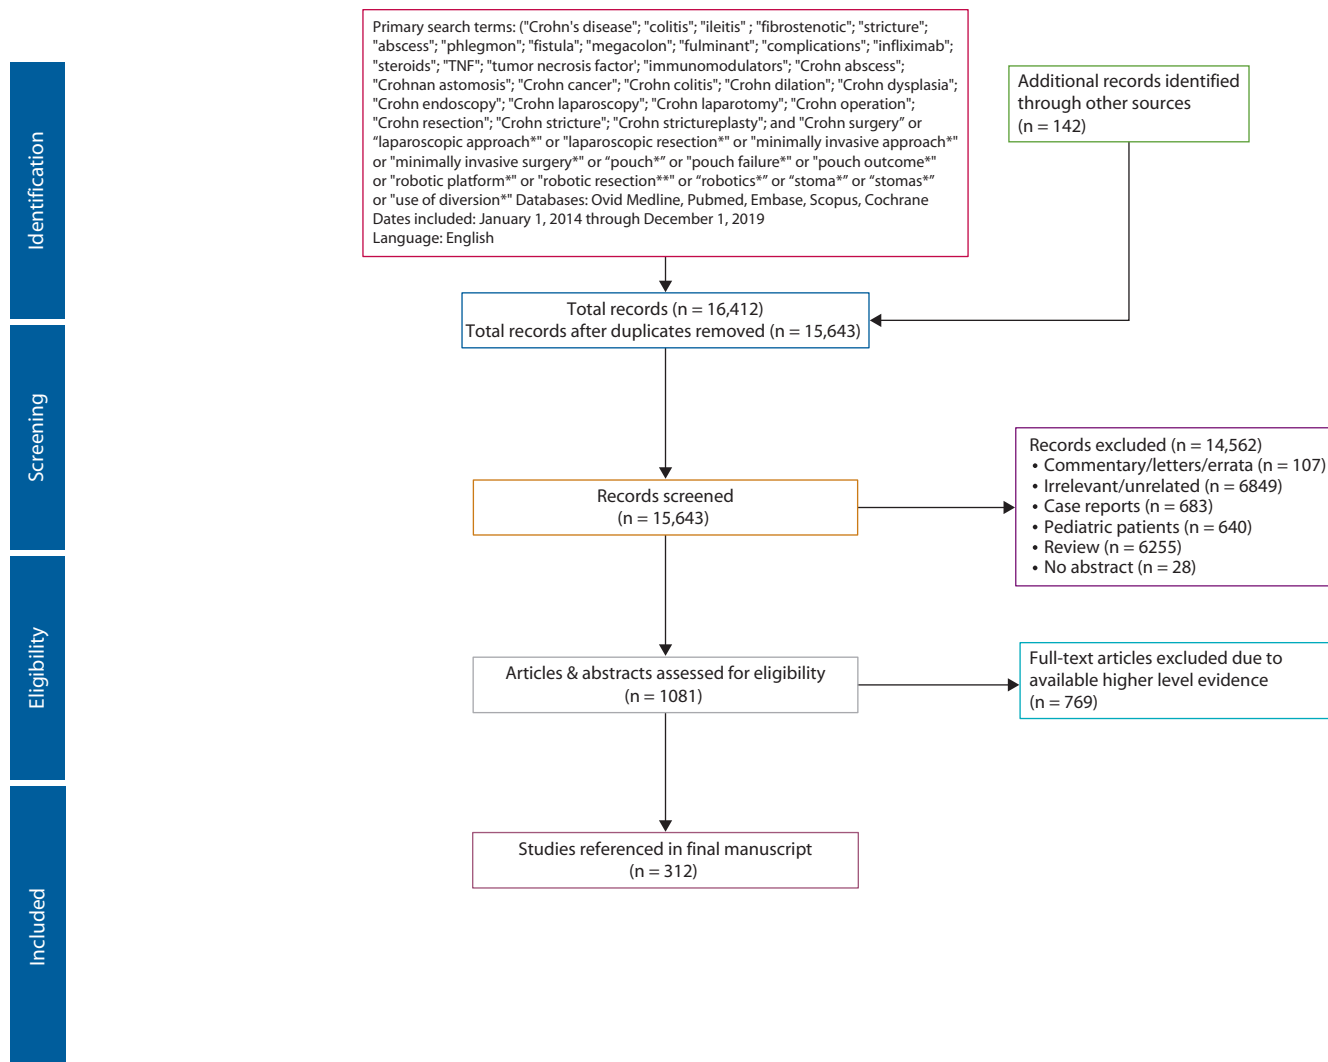 Primary search terms: ("Crohn's disease"; "colitis"; "ileitis" ; "fibrostenotic"; "stricture";
"abscess"; "phlegmon"; "fistula"; "megacolon"; "fulminant"; "complications"; "infliximab";
"steroids"; "TNF"; "tumor necrosis factor'; "immunomodulators"; "Crohn abscess";
"Crohnan astomosis"; "Crohn cancer"; "Crohn colitis"; "Crohn dilation"; "Crohn dysplasia";
"Crohn endoscopy"; "Crohn laparoscopy"; "Crohn laparotomy"; "Crohn operation";
"Crohn resection"; "Crohn stricture"; "Crohn strictureplasty"; and "Crohn surgery” or
“laparoscopic approach*" or "laparoscopic resection*" or "minimally invasive approach*"
or "minimally invasive surgery*" or “pouch*” or "pouch failure*" or "pouch outcome*"
or "robotic platform*" or "robotic resection**" or “robotics*” or “stoma*” or “stomas*”
or "use of diversion*" Databases: Ovid Medline, Pubmed, Embase, Scopus, Cochrane
Dates included: January 1, 2014 through December 1, 2019
Language: English
Additional records identified
through other sources
(n = 142)
Identification
Total records (n = 16,412)
Total records after duplicates removed (n = 15,643)
Screening
Records screened
(n = 15,643)
Records excluded (n = 14,562)
• Commentary/letters/errata (n = 107)
• Irrelevant/unrelated (n = 6849)
• Case reports (n = 683)
• Pediatric patients (n = 640)
• Review (n = 6255)
• No abstract (n = 28)
Eligibility
Articles & abstracts assessed for eligibility
(n = 1081)
Full-text articles excluded due to
available higher level evidence
(n = 769)
Included
Studies referenced in final manuscript
(n = 312)